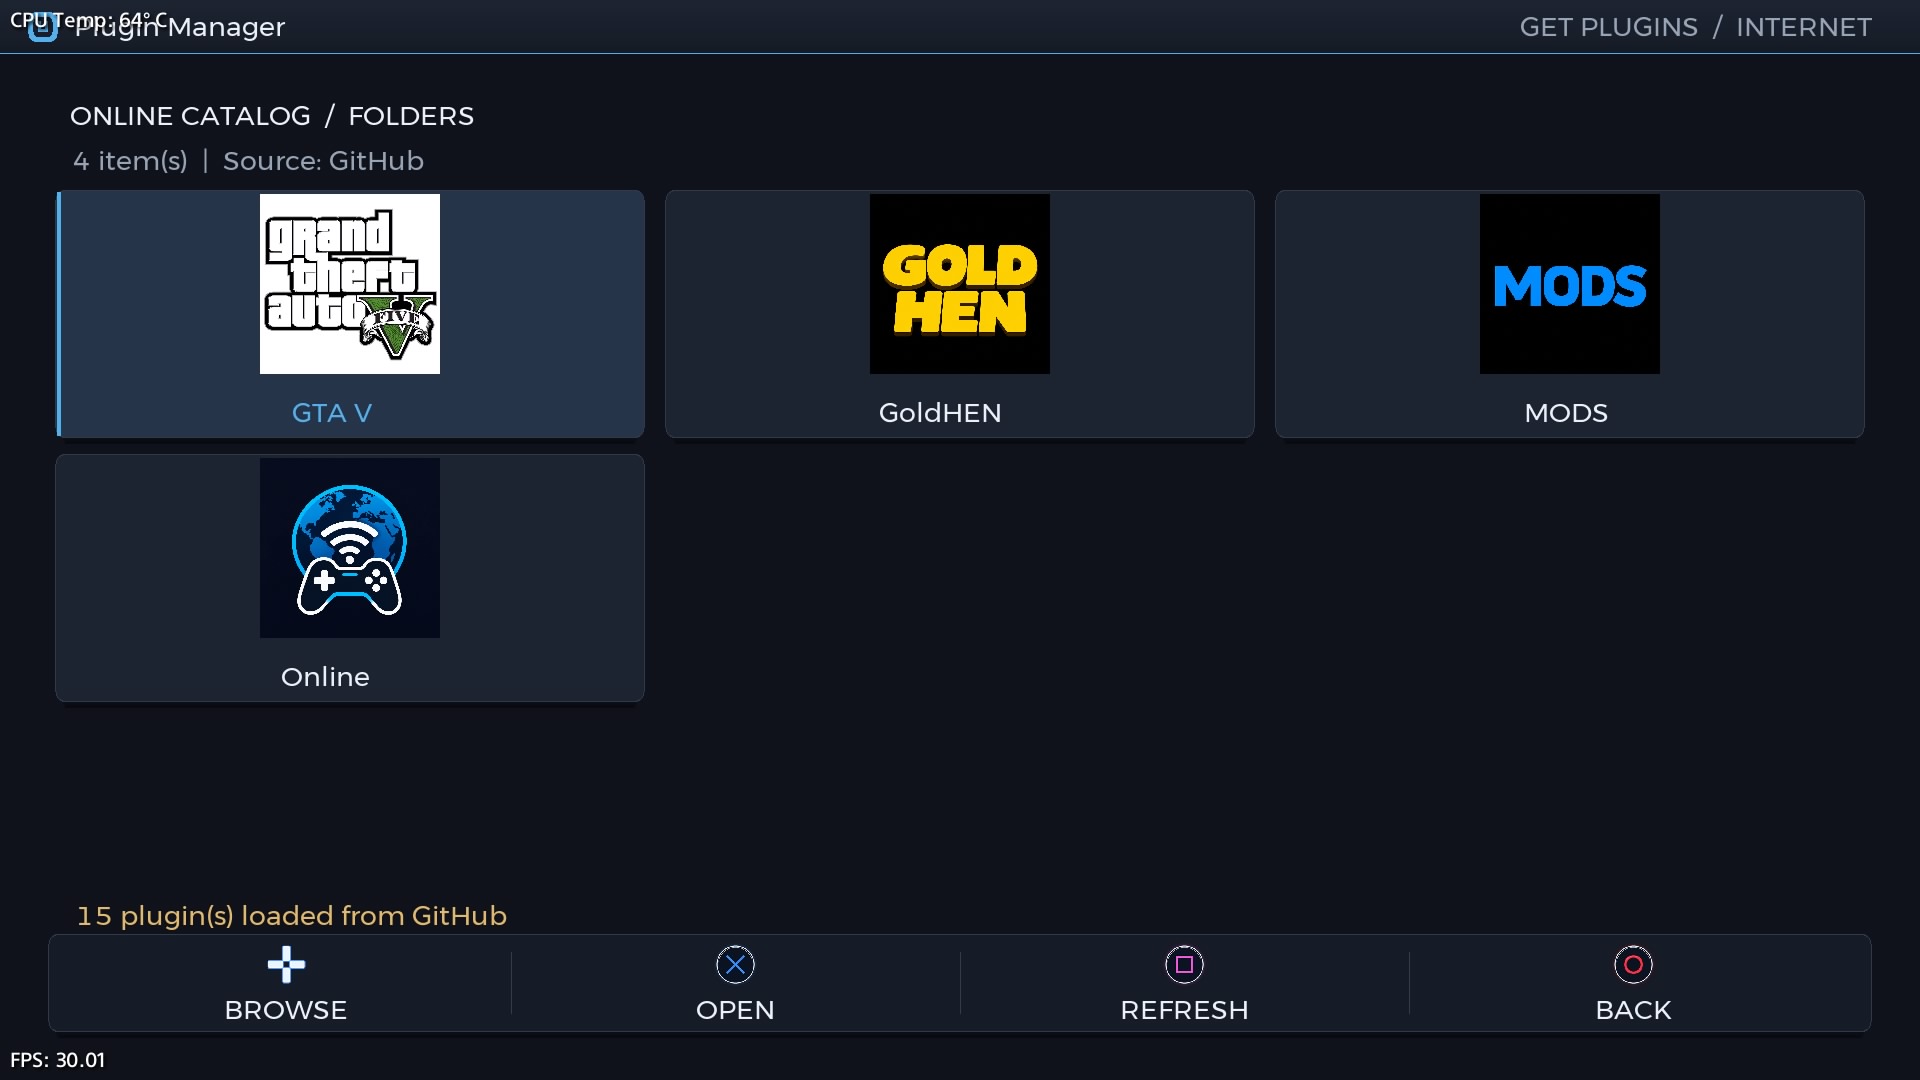 CPU Temp: 64° C
Plugin Manager
GET PLUGINS / INTERNET
ONLINE CATALOG / FOLDERS
4 item(s) | Source: GitHub
grand
theft
auto
FIVE
GTA V
GOLD
HEN
GoldHEN
MODS
MODS
Online
15 plugin(s) loaded from GitHub
BROWSE
OPEN
REFRESH
BACK
FPS: 30.01